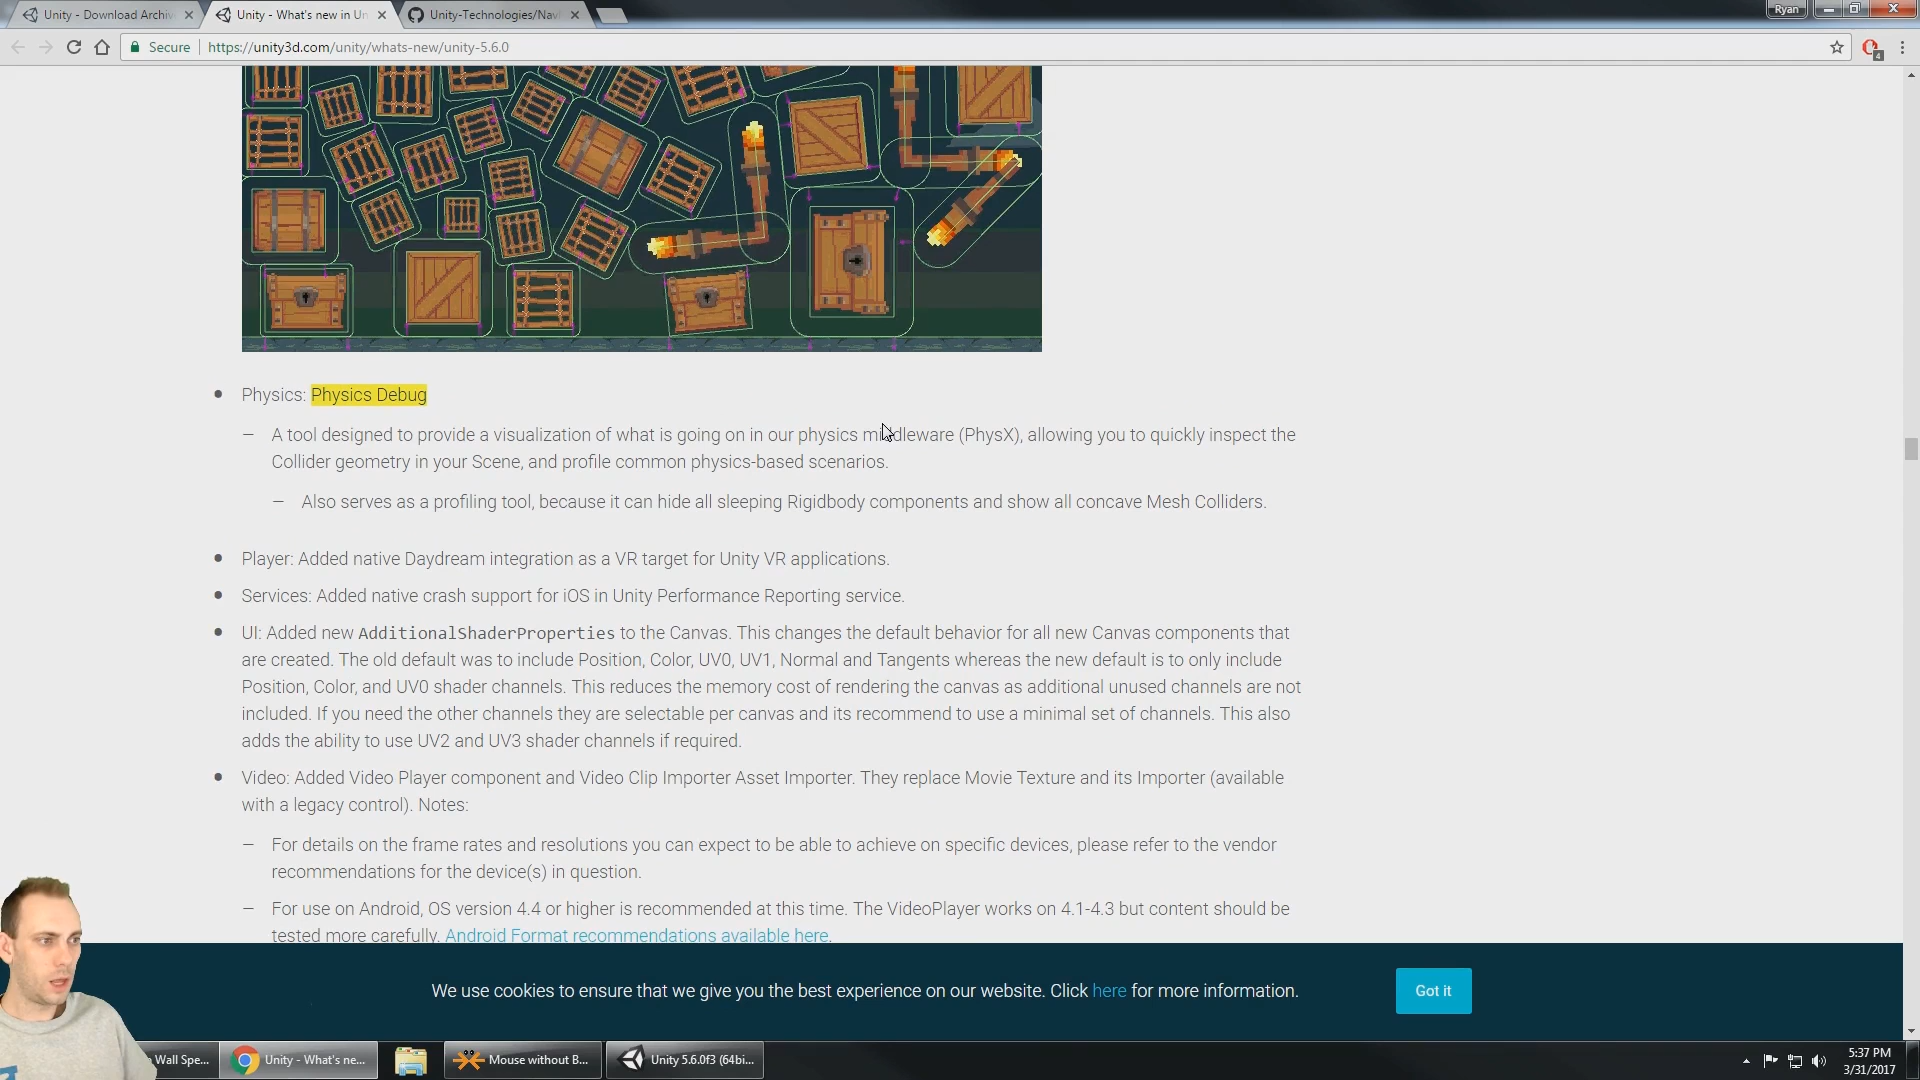 Unity - Download Archiv
Unity - What's new in Un
Unity-Technologies/Nav
Ryan
Secure
https://unity3d.com/unity/whats-new/unity-5.6.0
4
Physics: Physics Debug
– A tool designed to provide a visualization of what is going on in our physics middleware (PhysX), allowing you to quickly inspect the
Collider geometry in your Scene, and profile common physics-based scenarios.
– Also serves as a profiling tool, because it can hide all sleeping Rigidbody components and show all concave Mesh Colliders.
Player: Added native Daydream integration as a VR target for Unity VR applications.
Services: Added native crash support for iOS in Unity Performance Reporting service.
UI: Added new AdditionalShaderProperties to the Canvas. This changes the default behavior for all new Canvas components that
are created. The old default was to include Position, Color, UV0, UV1, Normal and Tangents whereas the new default is to only include
Position, Color, and UV0 shader channels. This reduces the memory cost of rendering the canvas as additional unused channels are not
included. If you need the other channels they are selectable per canvas and its recommend to use a minimal set of channels. This also
adds the ability to use UV2 and UV3 shader channels if required.
Video: Added Video Player component and Video Clip Importer Asset Importer. They replace Movie Texture and its Importer (available
with a legacy control). Notes:
– For details on the frame rates and resolutions you can expect to be able to achieve on specific devices, please refer to the vendor
recommendations for the device(s) in question.
– For use on Android, OS version 4.4 or higher is recommended at this time. The VideoPlayer works on 4.1-4.3 but content should be
tested more carefully. Android Format recommendations available here.
We use cookies to ensure that we give you the best experience on our website. Click here for more information.
Got it
Wall Spe...
Unity - What's ne...
Mouse without B...
Unity 5.6.0f3 (64bi...
5:37 PM
3/31/2017